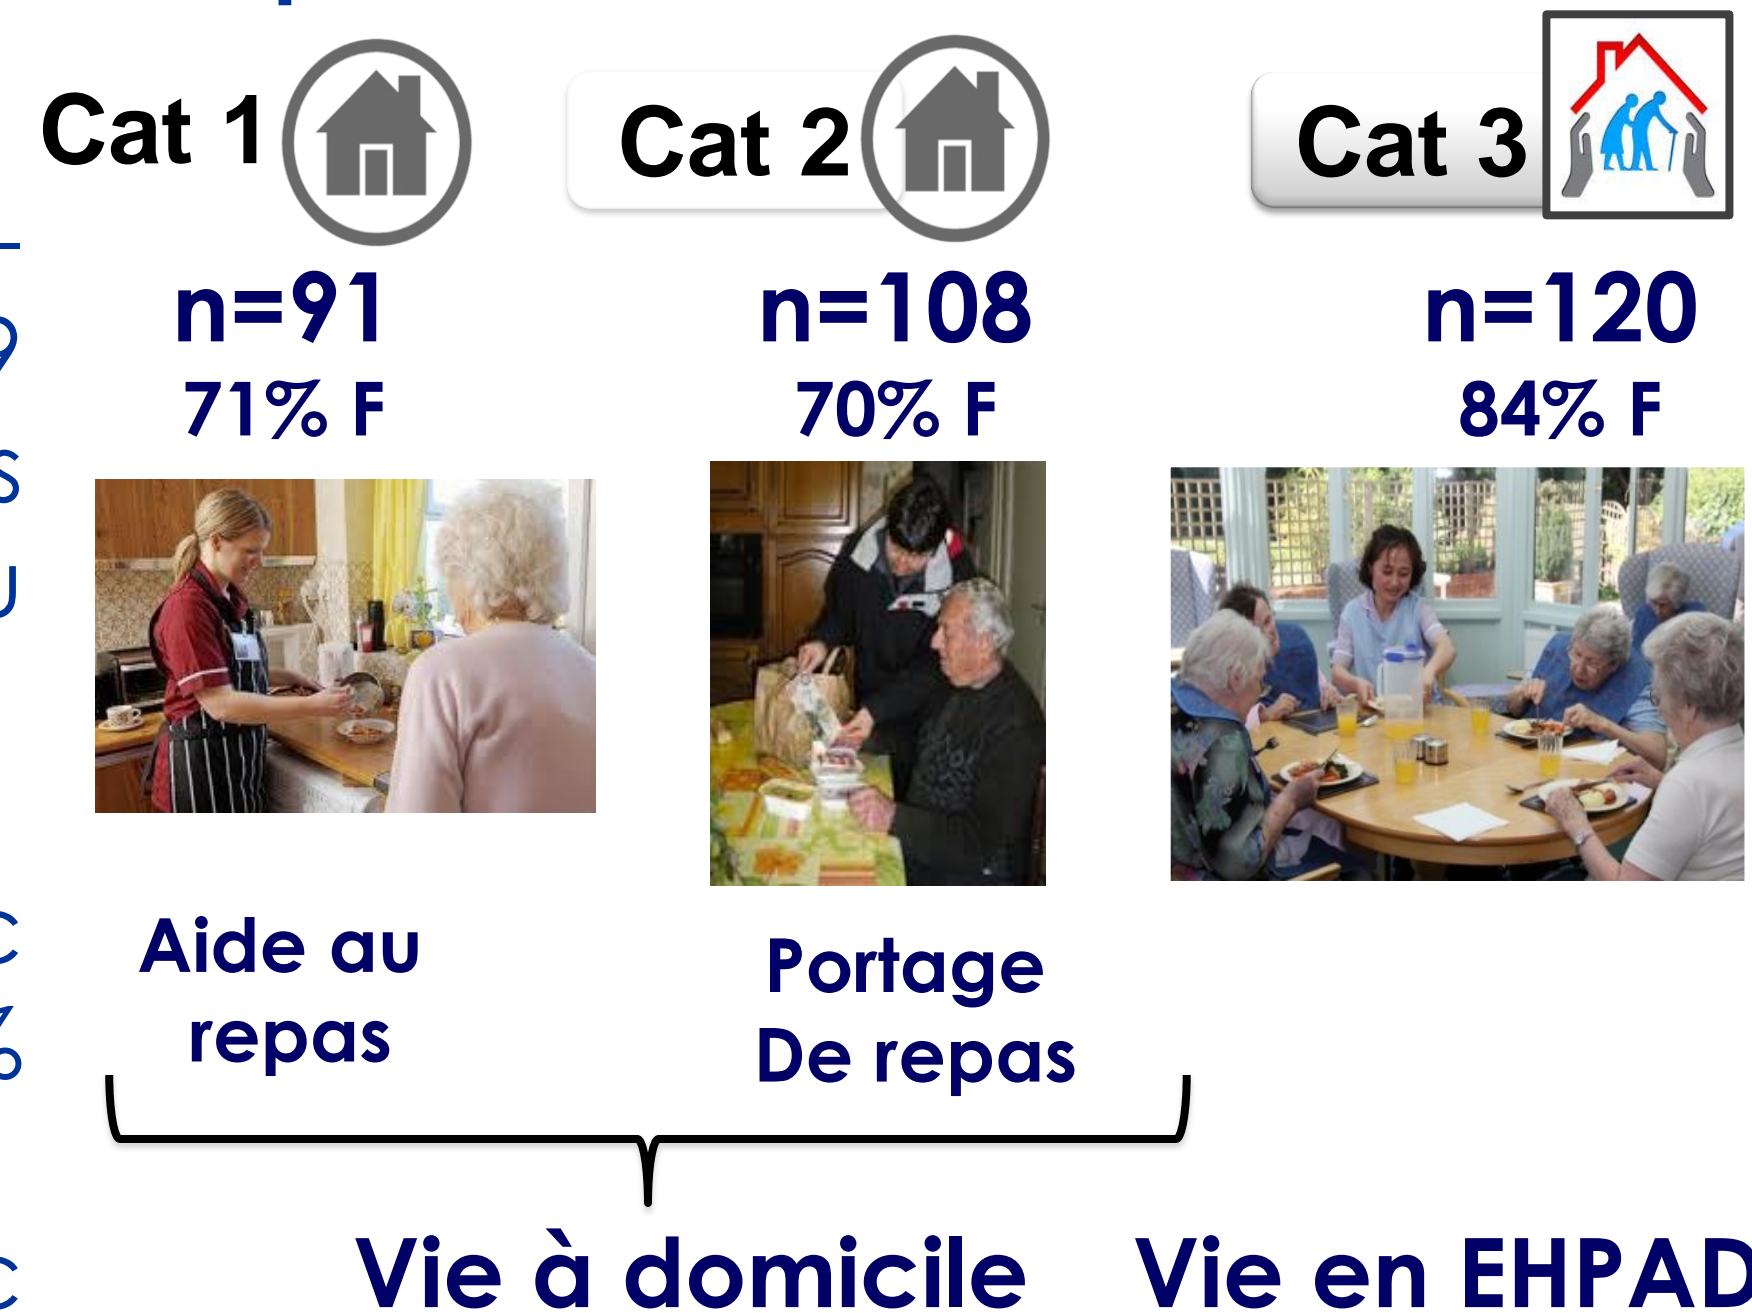 Cat 1
Cat 2
Cat 3
n=91
n=108
n=120
71% F
70% F
84% F
Aide au
repas
Portage
De repas
Vie à domicile
Vie en EHPAD